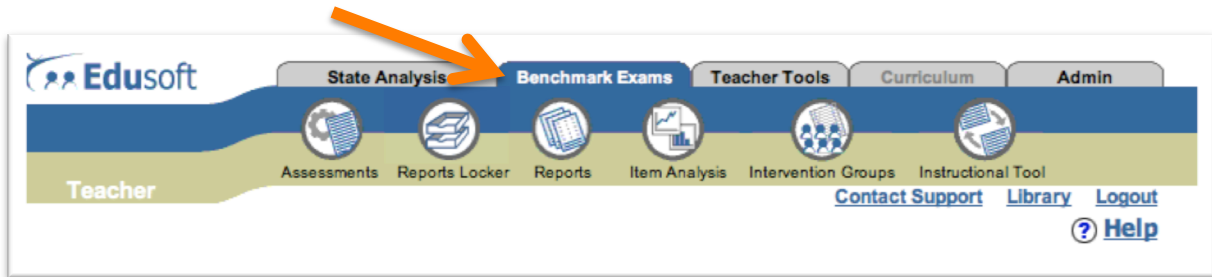 Edusoft
State Analysis Benchmark Exams Teacher Tools Curriculum Admin
Assessments Reports Locker Reports Item Analysis Intervention Groups Instructional Tool
Teacher
Contact Support Library Logout
? Help